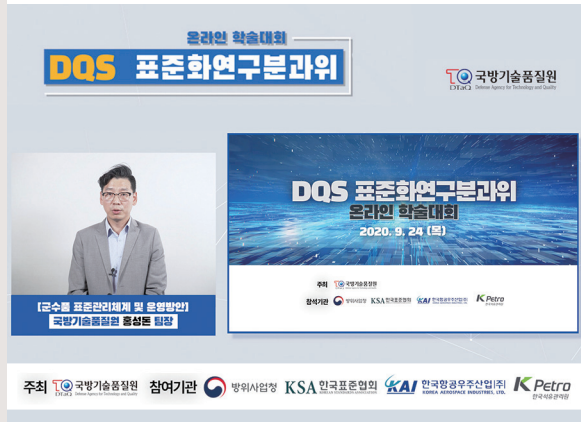 온라인 학술대회
DQS 표준화연구분과위
DTaQ 국방기술품질원
Defense Agency for Technology and Quality
DQS 표준화연구분과위
온라인 학술대회
2020. 9. 24 (목)
주최 국방기술품질원
참석기관 방위사업청 KSA 한국표준협회 KAI 한국항공우주산업(주) K Petro
[군수품 표준관리체계 및 운영방안]
국방기술품질원 홍성돈 팀장
주최 DTaQ 국방기술품질원 참여기관 방위사업청 KSA 한국표준협회 KAI 한국항공우주산업(주) K Petro
Defense Agency for Technology and Quality KOREAN STANDARDS ASSOCIATION KOREA AEROSPACE INDUSTRIES, LTD. 한국석유관리원